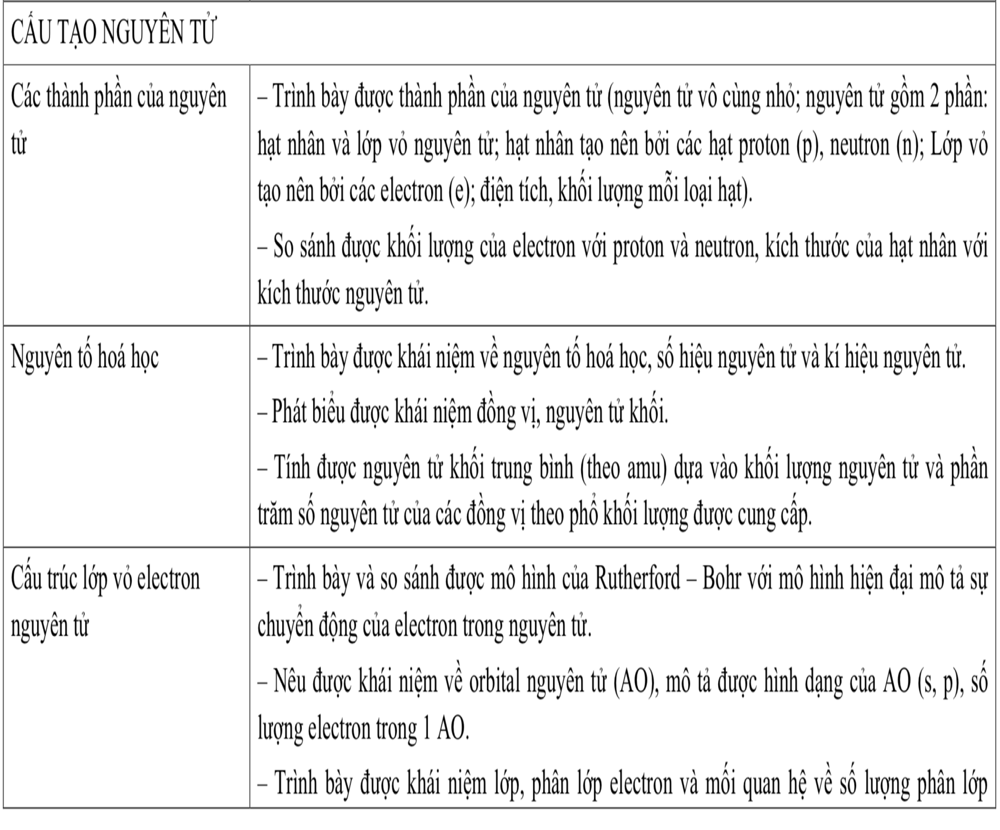 CẤU TẠO NGUYÊN TỬ
Các thành phần của nguyên
tử
– Trình bày được thành phần của nguyên tử (nguyên tử vô cùng nhỏ; nguyên tử gồm 2 phần:
hạt nhân và lớp vỏ nguyên tử; hạt nhân tạo nên bởi các hạt proton (p), neutron (n); Lớp vỏ
tạo nên bởi các electron (e); điện tích, khối lượng mỗi loại hạt).
– So sánh được khối lượng của electron với proton và neutron, kích thước của hạt nhân với
kích thước nguyên tử.
Nguyên tố hoá học
– Trình bày được khái niệm về nguyên tố hoá học, số hiệu nguyên tử và kí hiệu nguyên tử.
– Phát biểu được khái niệm đồng vị, nguyên tử khối.
– Tính được nguyên tử khối trung bình (theo amu) dựa vào khối lượng nguyên tử và phần
trăm số nguyên tử của các đồng vị theo phổ khối lượng được cung cấp.
Cấu trúc lớp vỏ electron
nguyên tử
– Trình bày và so sánh được mô hình của Rutherford – Bohr với mô hình hiện đại mô tả sự
chuyển động của electron trong nguyên tử.
– Nêu được khái niệm về orbital nguyên tử (AO), mô tả được hình dạng của AO (s, p), số
lượng electron trong 1 AO.
– Trình bày được khái niệm lớp, phân lớp electron và mối quan hệ về số lượng phân lớp